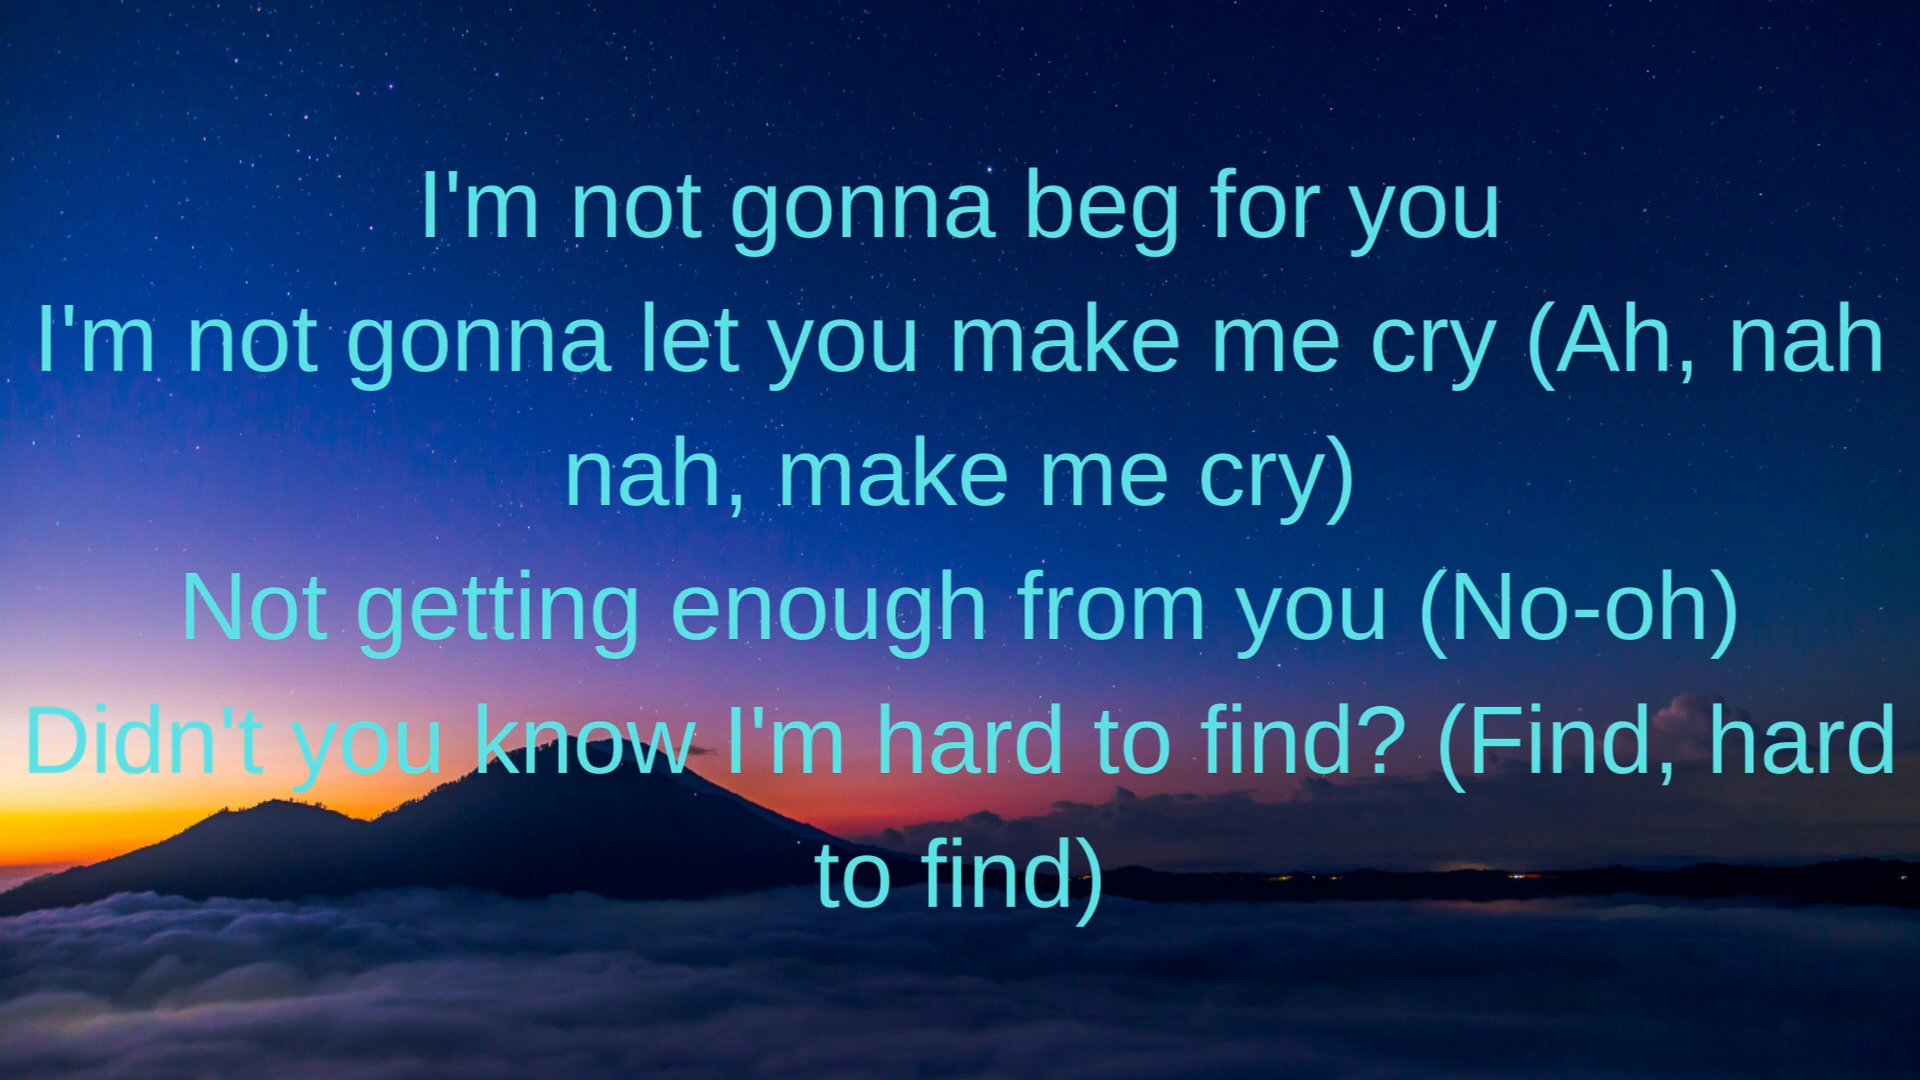 I'm not gonna beg for you
I'm not gonna let you make me cry (Ah, nah
nah, make me cry)
Not getting enough from you (No-oh)
Didn't you know I'm hard to find? (Find, hard
to find)